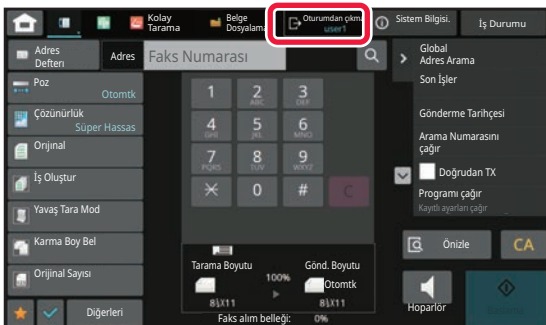 Kolay
Tarama
Belge
Dosyalama
Oturumdan çıkma
user1
Sistem Bilgisi.
İş Durumu
Adres
Defteri
Adres
Faks Numarası
Global
Adres Arama
Son İşler
Gönderme Tarihçesi
Arama Numarasını
çağır
Doğrudan TX
Programı çağır
Kayıtlı ayarları çağır
Poz
Otomtk
Çözünürlük
Süper Hassas
Orijinal
İş Oluştur
Yavaş Tara Mod
Karma Boy Bel
Orijinal Sayısı
Diğerleri
1 2 3
ABC DEF
4 5 6
GHI JKL MNO
7 8 9
PQRS TUV WXYZ
0 #
C
Tarama Boyutu
100%
Gönd. Boyutu
Otomtk
8½X11
8½X11
Faks alım belleği: 0%
Önizle
CA
Hoparlör